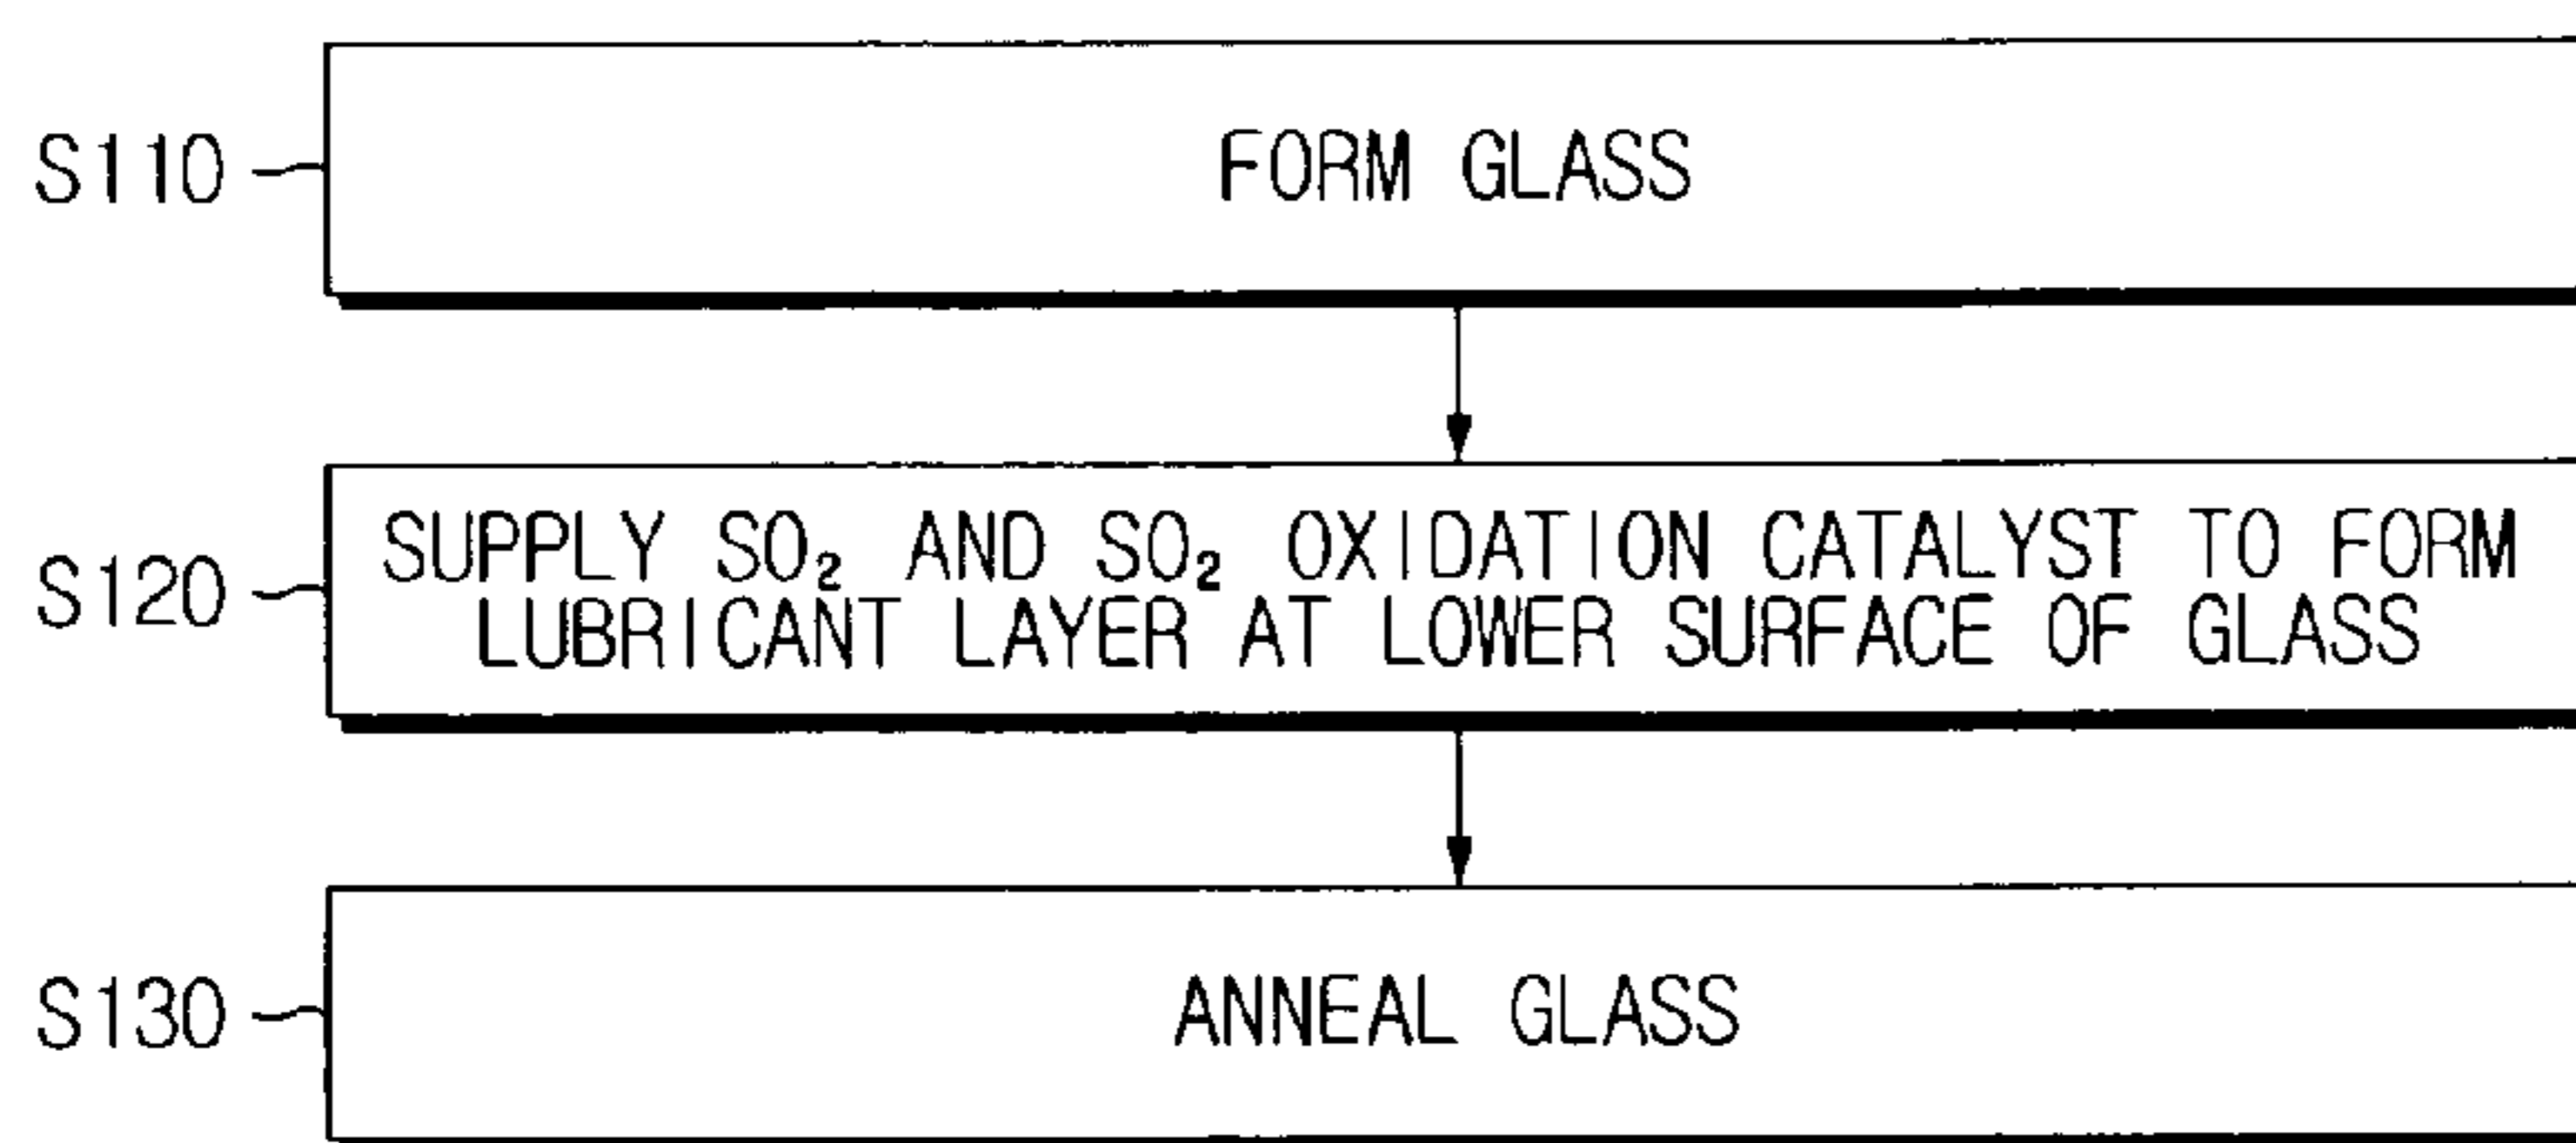 S110
FORM GLASS
S120
SUPPLY SO₂ AND SO₂ OXIDATION CATALYST TO FORM
LUBRICANT LAYER AT LOWER SURFACE OF GLASS
S130
ANNEAL GLASS